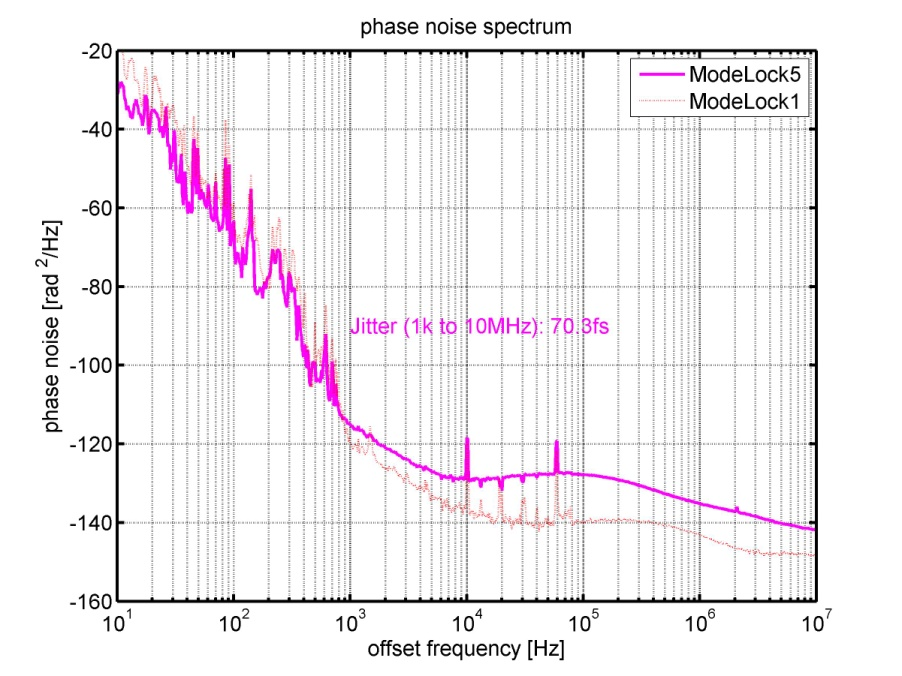 phase noise spectrum
ModeLock5
ModeLock1
-20
-40
-60
-80
-100
-120
-140
-160
phase noise [rad ²/Hz]
Jitter (1k to 10MHz): 70.3fs
10¹ 10² 10³ 10⁴ 10⁵ 10⁶ 10⁷
offset frequency [Hz]